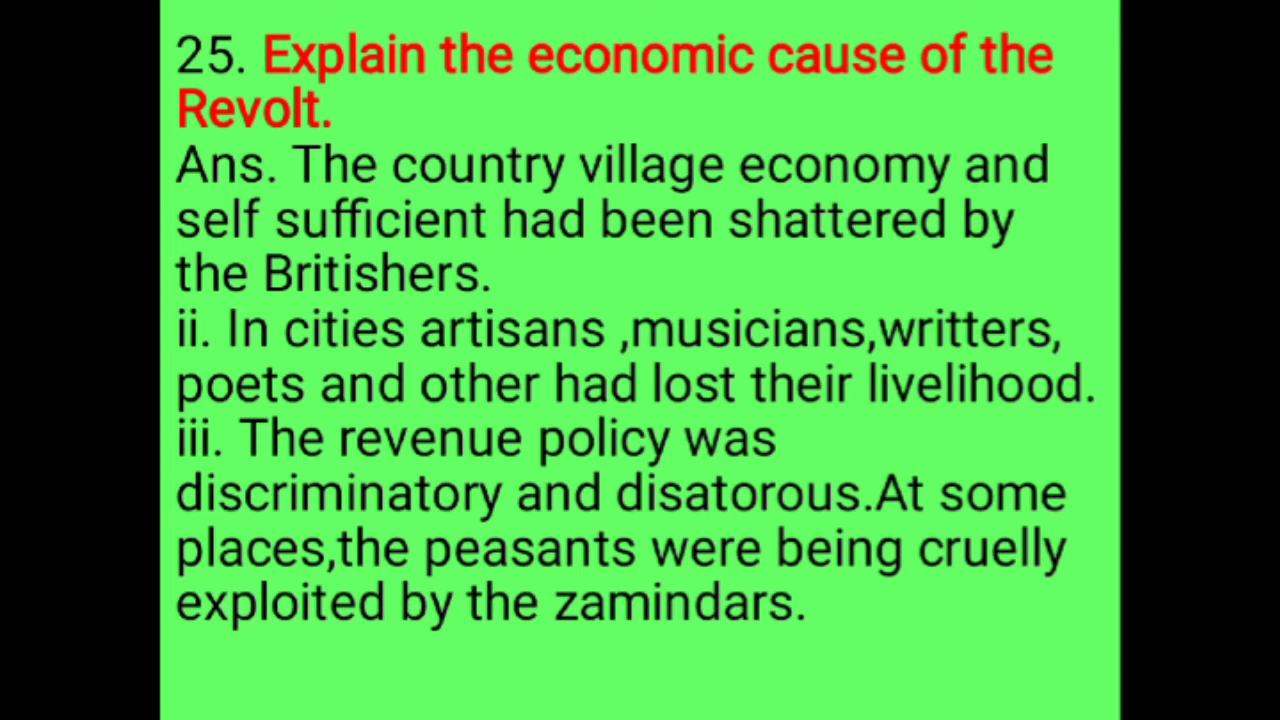 25. Explain the economic cause of the
Revolt.
Ans. The country village economy and
self sufficient had been shattered by
the Britishers.
ii. In cities artisans ,musicians,writters,
poets and other had lost their livelihood.
iii. The revenue policy was
discriminatory and disatorous.At some
places,the peasants were being cruelly
exploited by the zamindars.